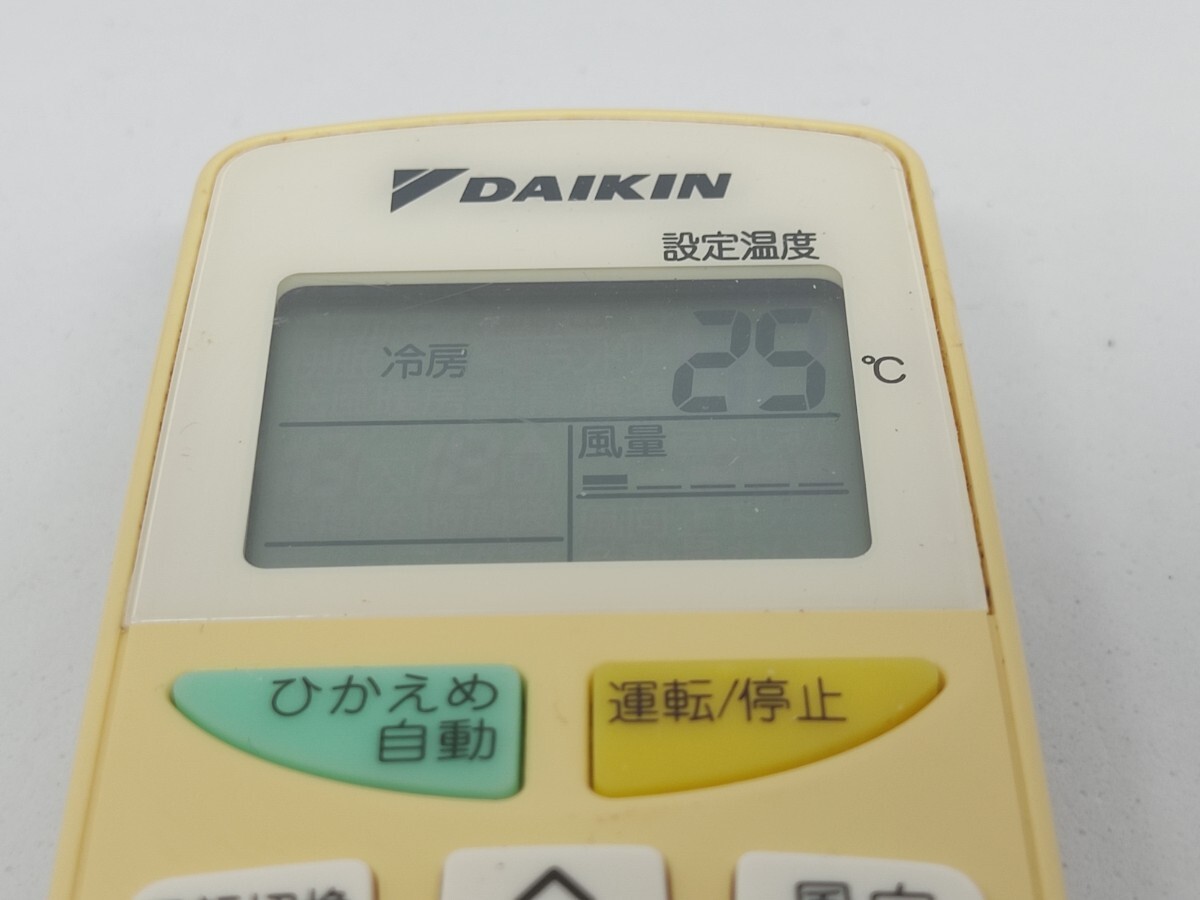 DAIKIN
設定温度
冷房 25 ℃
風量
ひかえめ
自動
運転/停止